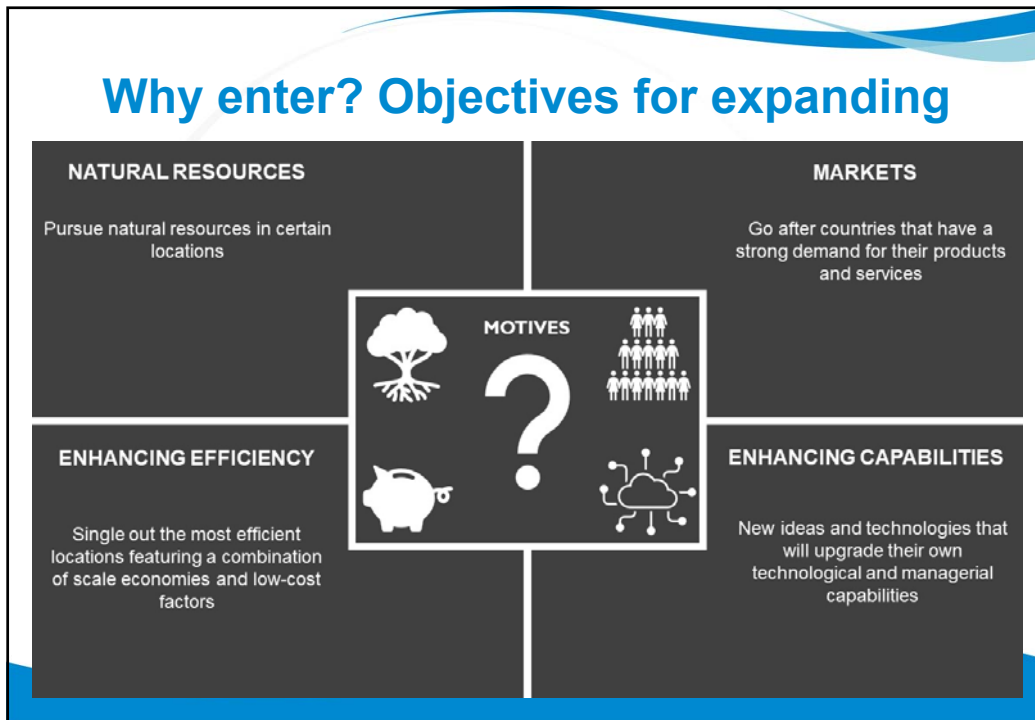 Why enter? Objectives for expanding
NATURAL RESOURCES
Pursue natural resources in certain
locations
MARKETS
Go after countries that have a
strong demand for their products
and services
MOTIVES
?
ENHANCING EFFICIENCY
Single out the most efficient
locations featuring a combination
of scale economies and low-cost
factors
ENHANCING CAPABILITIES
New ideas and technologies that
will upgrade their own
technological and managerial
capabilities